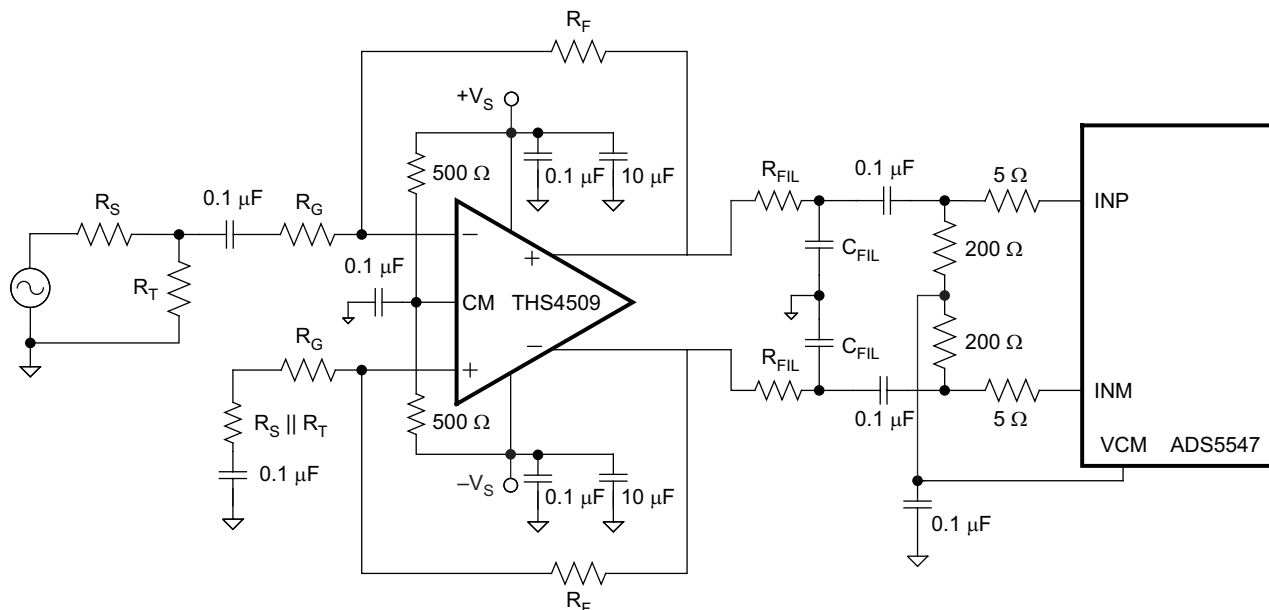 R_F
+V_S
500 Ω
0.1 μF
10 μF
R_S
0.1 μF
R_G
R_T
0.1 μF
−
+
CM
THS4509
R_G
+
−
R_S || R_T
0.1 μF
500 Ω
−V_S
0.1 μF
10 μF
R_F
R_FIL
0.1 μF
5 Ω
INP
C_FIL
200 Ω
C_FIL
200 Ω
R_FIL
0.1 μF
5 Ω
INM
VCM
ADS5547
0.1 μF